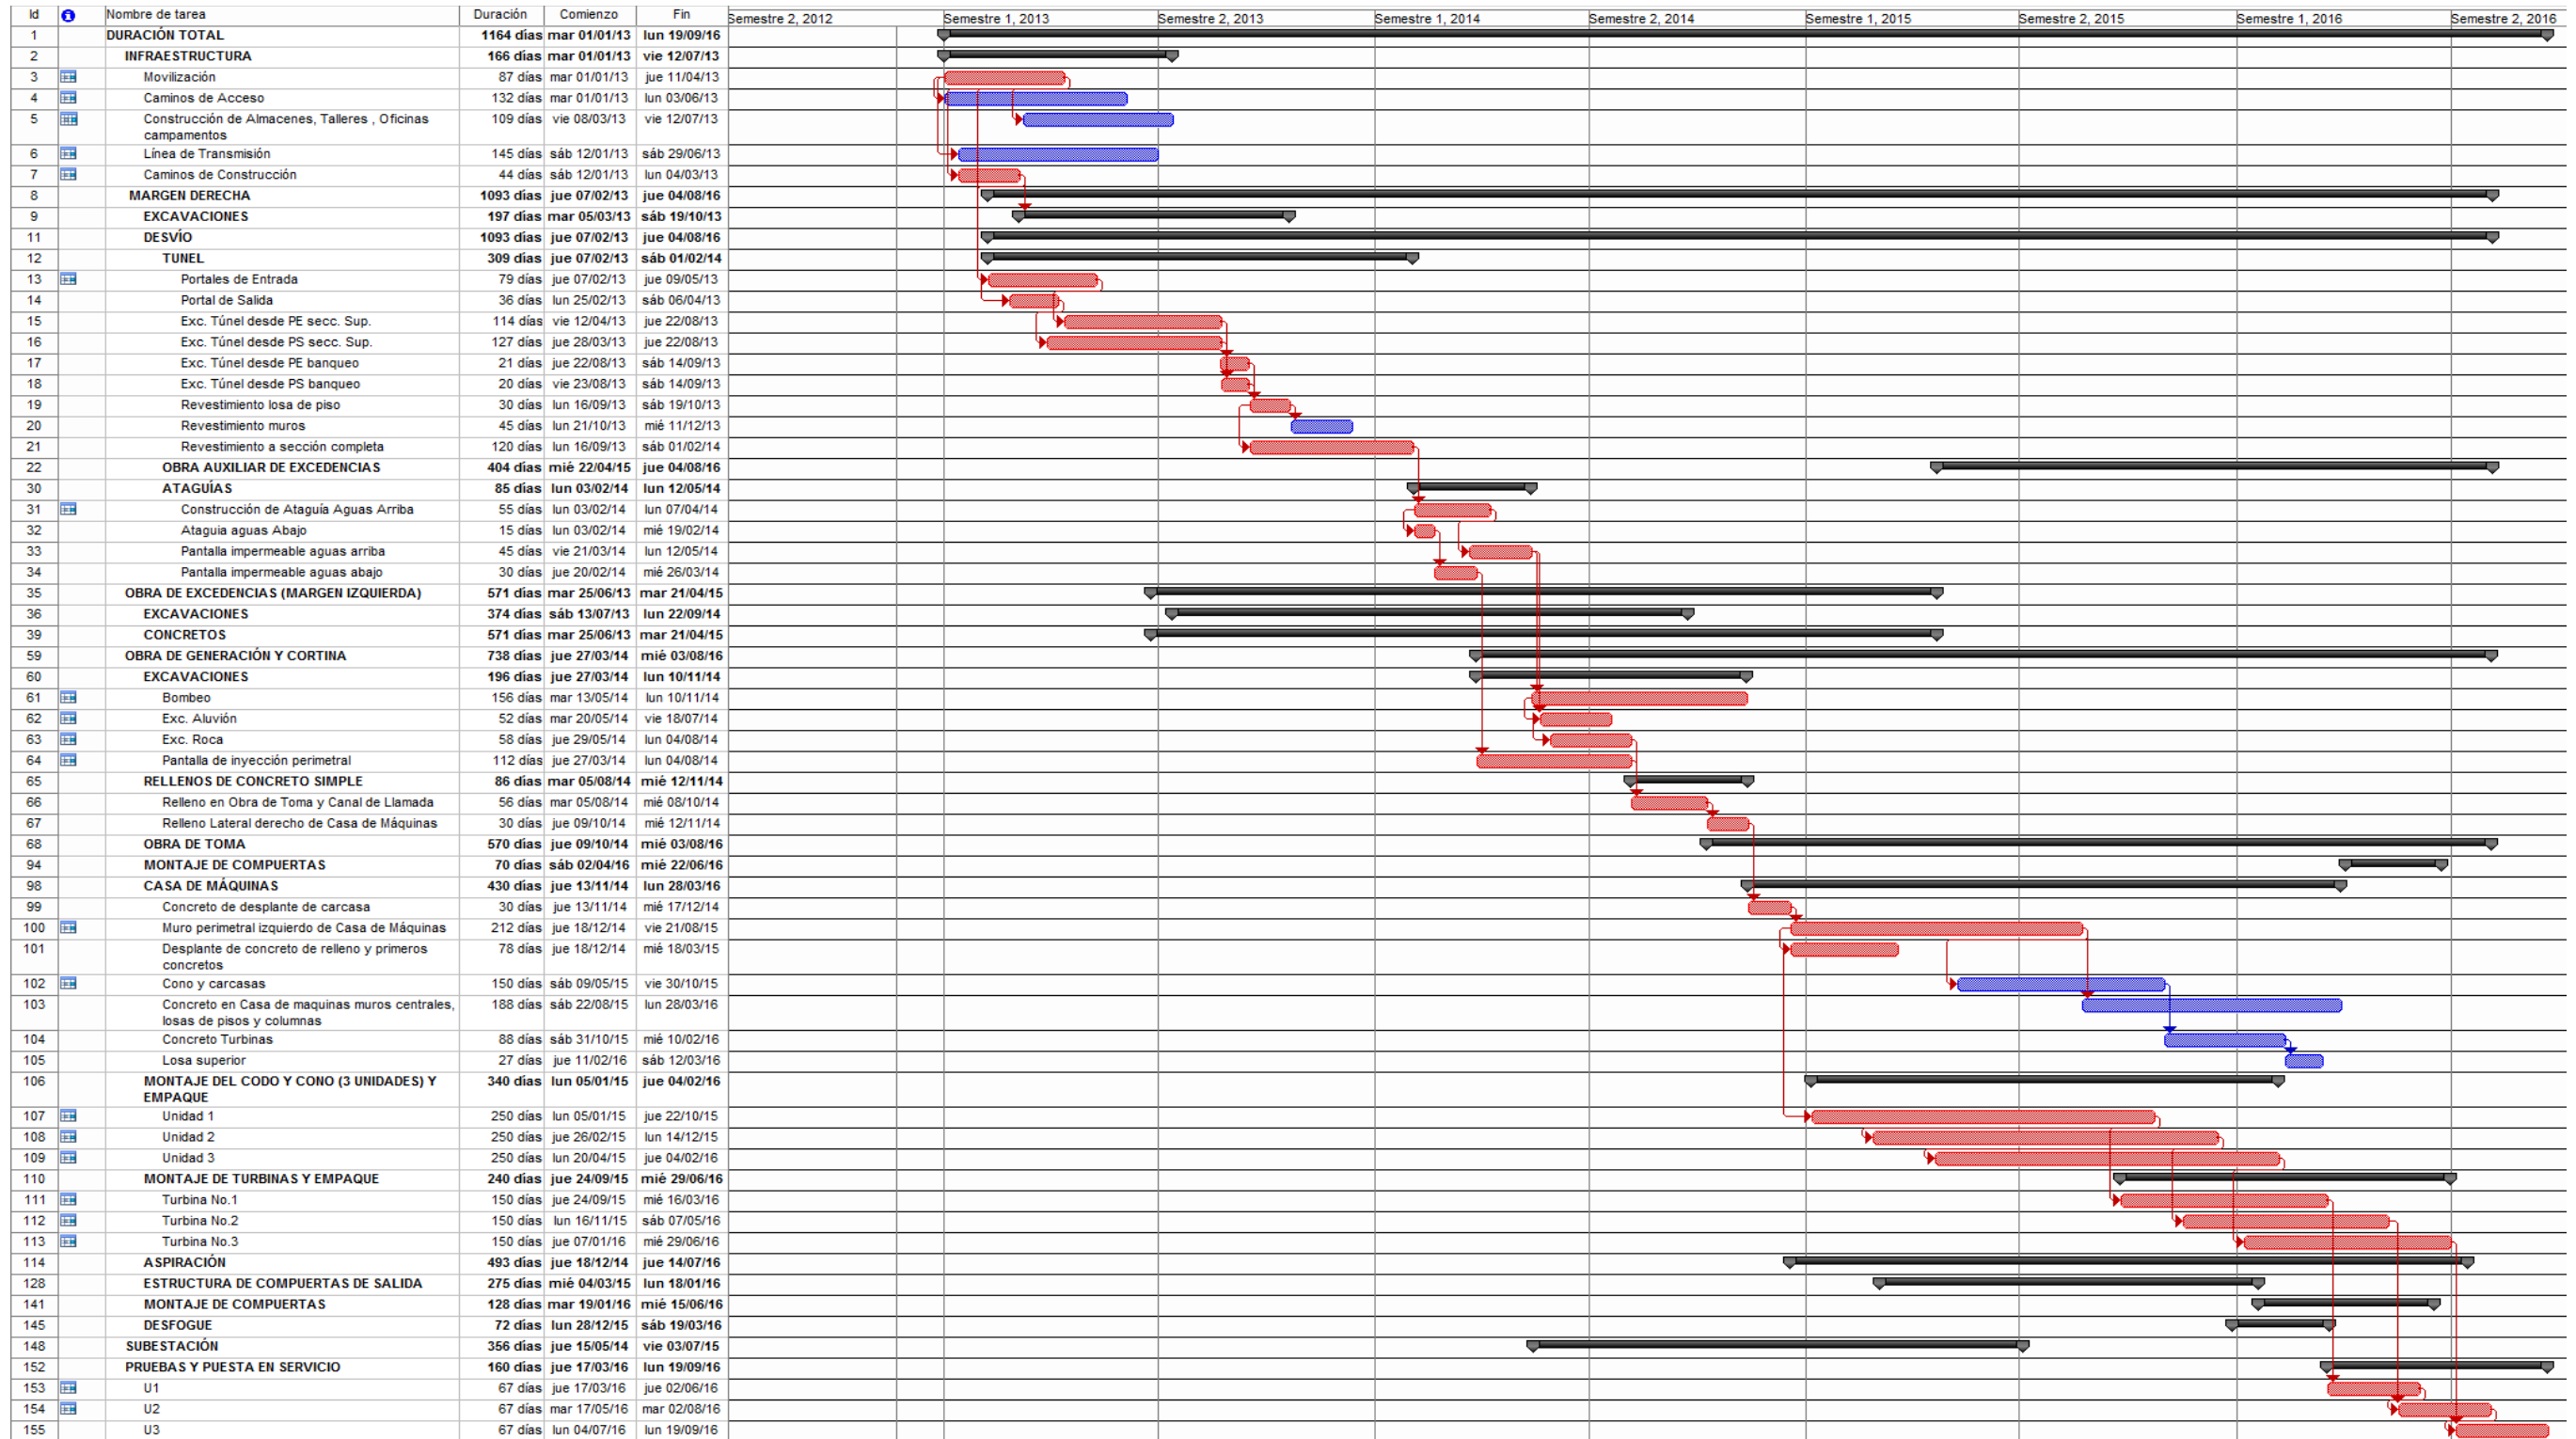 Id Nombre de tarea Duración Comienzo Fin Semestre 2, 2012 Semestre 1, 2013 Semestre 2, 2013 Semestre 1, 2014 Semestre 2, 2014 Semestre 1, 2015 Semestre 2, 2015 Semestre 1, 2016 Semestre 2, 2016
1 DURACIÓN TOTAL 1164 días mar 01/01/13 lun 19/09/16
2 INFRAESTRUCTURA 166 días mar 01/01/13 vie 12/07/13
3 Movilización 87 días mar 01/01/13 jue 11/04/13
4 Caminos de Acceso 132 días mar 01/01/13 lun 03/06/13
5 Construcción de Almacenes, Talleres , Oficinas 109 días vie 08/03/13 vie 12/07/13
campamentos
6 Línea de Transmisión 145 días sáb 12/01/13 sáb 29/06/13
7 Caminos de Construcción 44 días sáb 12/01/13 lun 04/03/13
8 MARGEN DERECHA 1093 días jue 07/02/13 jue 04/08/16
9 EXCAVACIONES 197 días mar 05/03/13 sáb 19/10/13
11 DESVÍO 1093 días jue 07/02/13 jue 04/08/16
12 TUNEL 309 días jue 07/02/13 sáb 01/02/14
13 Portales de Entrada 79 días jue 07/02/13 jue 09/05/13
14 Portal de Salida 36 días lun 25/02/13 sáb 06/04/13
15 Exc. Túnel desde PE secc. Sup. 114 días vie 12/04/13 jue 22/08/13
16 Exc. Túnel desde PS secc. Sup. 127 días jue 28/03/13 jue 22/08/13
17 Exc. Túnel desde PE banqueo 21 días jue 22/08/13 sáb 14/09/13
18 Exc. Túnel desde PS banqueo 20 días vie 23/08/13 sáb 14/09/13
19 Revestimiento losa de piso 30 días lun 16/09/13 sáb 19/10/13
20 Revestimiento muros 45 días lun 21/10/13 mié 11/12/13
21 Revestimiento a sección completa 120 días lun 16/09/13 sáb 01/02/14
22 OBRA AUXILIAR DE EXCEDENCIAS 404 días mié 22/04/15 jue 04/08/16
30 ATAGUÍAS 85 días lun 03/02/14 lun 12/05/14
31 Construcción de Ataguía Aguas Arriba 55 días lun 03/02/14 lun 07/04/14
32 Ataguia aguas Abajo 15 días lun 03/02/14 mié 19/02/14
33 Pantalla impermeable aguas arriba 45 días vie 21/03/14 lun 12/05/14
34 Pantalla impermeable aguas abajo 30 días jue 20/02/14 mié 26/03/14
35 OBRA DE EXCEDENCIAS (MARGEN IZQUIERDA) 571 días mar 25/06/13 mar 21/04/15
36 EXCAVACIONES 374 días sáb 13/07/13 lun 22/09/14
39 CONCRETOS 571 días mar 25/06/13 mar 21/04/15
59 OBRA DE GENERACIÓN Y CORTINA 738 días jue 27/03/14 mié 03/08/16
60 EXCAVACIONES 196 días jue 27/03/14 lun 10/11/14
61 Bombeo 156 días mar 13/05/14 lun 10/11/14
62 Exc. Aluvión 52 días mar 20/05/14 vie 18/07/14
63 Exc. Roca 58 días jue 29/05/14 lun 04/08/14
64 Pantalla de inyección perimetral 112 días jue 27/03/14 lun 04/08/14
65 RELLENOS DE CONCRETO SIMPLE 86 días mar 05/08/14 mié 12/11/14
66 Relleno en Obra de Toma y Canal de Llamada 56 días mar 05/08/14 mié 08/10/14
67 Relleno Lateral derecho de Casa de Máquinas 30 días jue 09/10/14 mié 12/11/14
68 OBRA DE TOMA 570 días jue 09/10/14 mié 03/08/16
94 MONTAJE DE COMPUERTAS 70 días sáb 02/04/16 mié 22/06/16
98 CASA DE MÁQUINAS 430 días jue 13/11/14 lun 28/03/16
99 Concreto de desplante de carcasa 30 días jue 13/11/14 mié 17/12/14
100 Muro perimetral izquierdo de Casa de Máquinas 212 días jue 18/12/14 vie 21/08/15
101 Desplante de concreto de relleno y primeros 78 días jue 18/12/14 mié 18/03/15
concretos
102 Cono y carcasas 150 días sáb 09/05/15 vie 30/10/15
103 Concreto en Casa de maquinas muros centrales, 188 días sáb 22/08/15 lun 28/03/16
losas de pisos y columnas
104 Concreto Turbinas 88 días sáb 31/10/15 mié 10/02/16
105 Losa superior 27 días jue 11/02/16 sáb 12/03/16
106 MONTAJE DEL CODO Y CONO (3 UNIDADES) Y 340 días lun 05/01/15 jue 04/02/16
EMPAQUE
107 Unidad 1 250 días lun 05/01/15 jue 22/10/15
108 Unidad 2 250 días jue 26/02/15 lun 14/12/15
109 Unidad 3 250 días lun 20/04/15 jue 04/02/16
110 MONTAJE DE TURBINAS Y EMPAQUE 240 días jue 24/09/15 mié 29/06/16
111 Turbina No.1 150 días jue 24/09/15 mié 16/03/16
112 Turbina No.2 150 días lun 16/11/15 sáb 07/05/16
113 Turbina No.3 150 días jue 07/01/16 mié 29/06/16
114 ASPIRACIÓN 493 días jue 18/12/14 jue 14/07/16
128 ESTRUCTURA DE COMPUERTAS DE SALIDA 275 días mié 04/03/15 lun 18/01/16
141 MONTAJE DE COMPUERTAS 128 días mar 19/01/16 mié 15/06/16
145 DESFOGUE 72 días lun 28/12/15 sáb 19/03/16
148 SUBESTACIÓN 356 días jue 15/05/14 vie 03/07/15
152 PRUEBAS Y PUESTA EN SERVICIO 160 días jue 17/03/16 lun 19/09/16
153 U1 67 días jue 17/03/16 jue 02/06/16
154 U2 67 días mar 17/05/16 mar 02/08/16
155 U3 67 días lun 04/07/16 lun 19/09/16